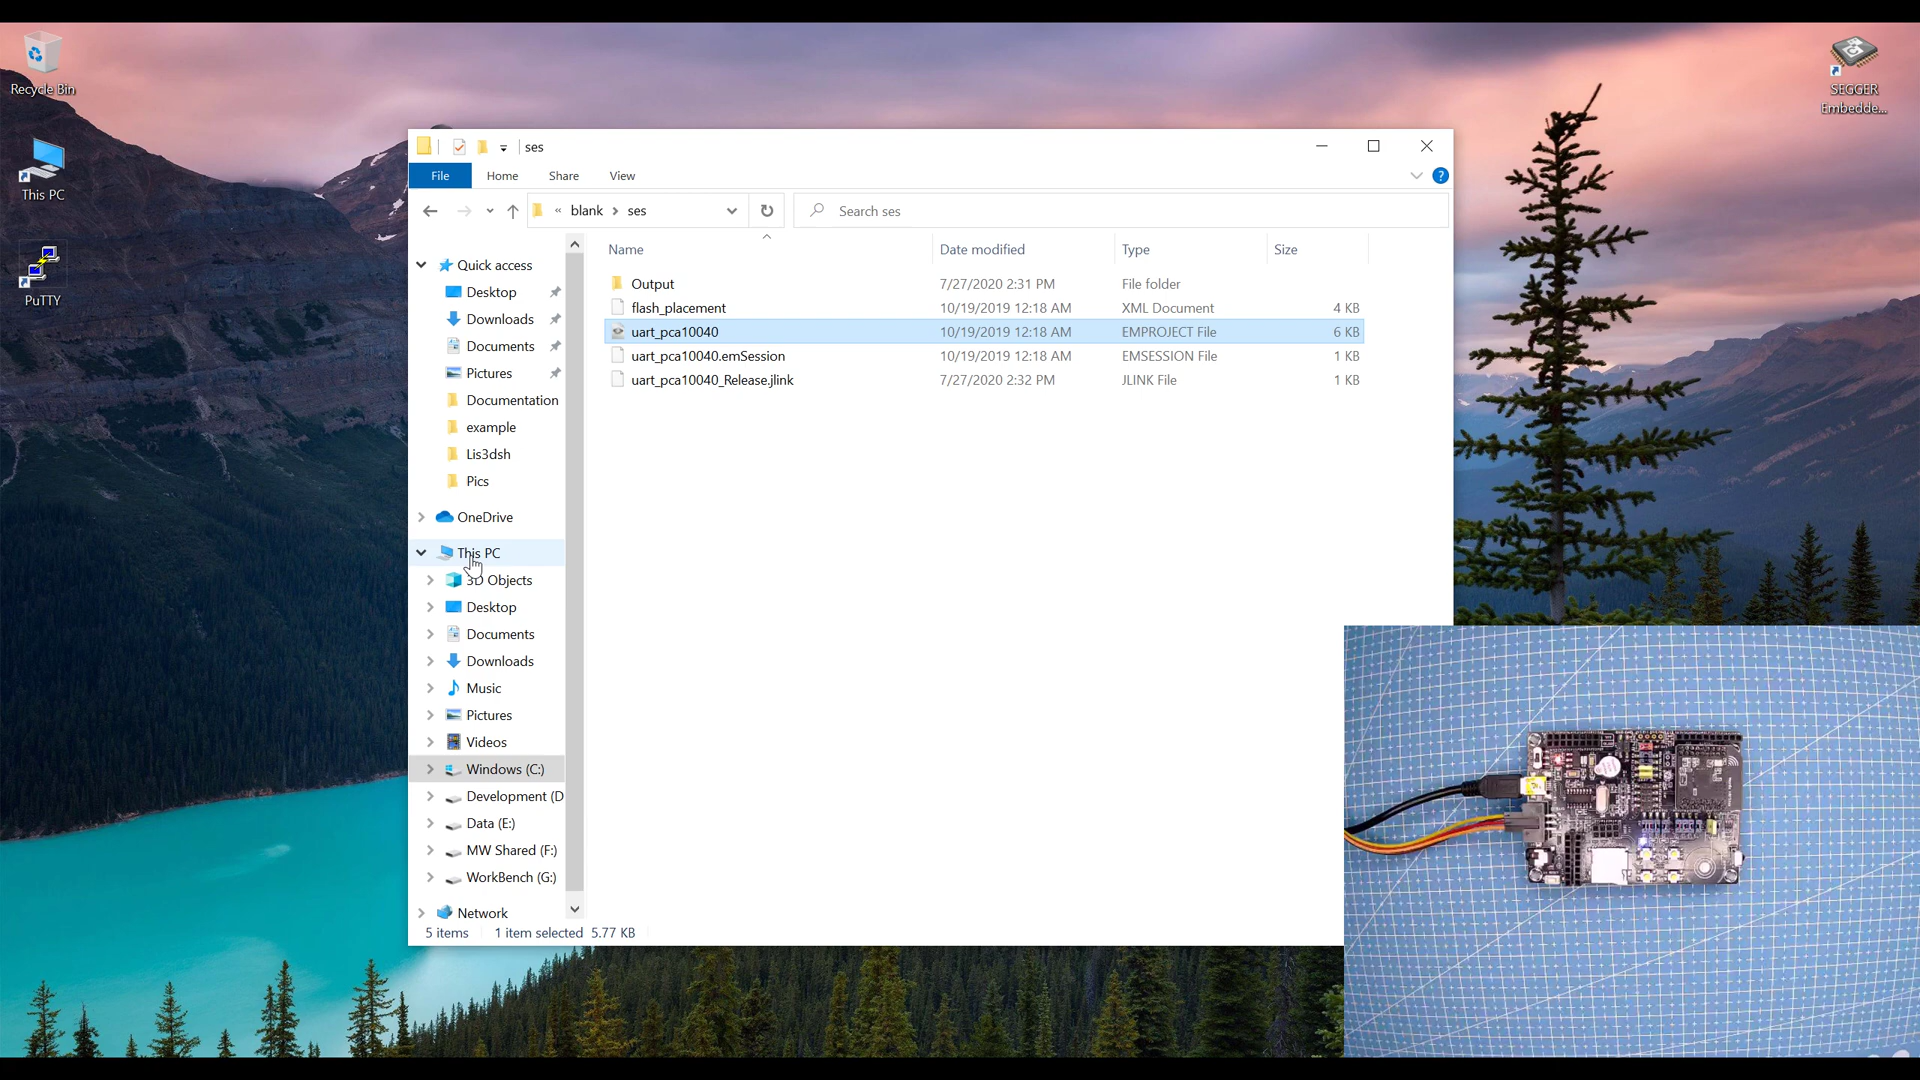 Recycle Bin
This PC
PuTTY
SEGGER
Embedde...
ses
File
Home
Share
View
?
«
blank
ses
Search ses
Name
Date modified
Type
Size
Output
7/27/2020 2:31 PM
File folder
flash_placement
10/19/2019 12:18 AM
XML Document
4 KB
uart_pca10040
10/19/2019 12:18 AM
EMPROJECT File
6 KB
uart_pca10040.emSession
10/19/2019 12:18 AM
EMSESSION File
1 KB
uart_pca10040_Release.jlink
7/27/2020 2:32 PM
JLINK File
1 KB
Quick access
Desktop
Downloads
Documents
Pictures
Documentation
example
Lis3dsh
Pics
OneDrive
This PC
3D Objects
Desktop
Documents
Downloads
Music
Pictures
Videos
Windows (C:)
Development (D
Data (E:)
MW Shared (F:)
WorkBench (G:)
Network
5 items
1 item selected
5.77 KB